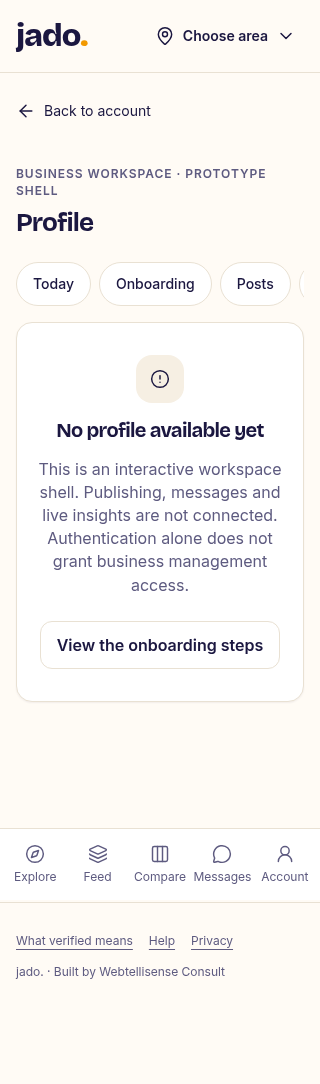 jado.
Choose area
Back to account
BUSINESS WORKSPACE · PROTOTYPE
SHELL
Profile
Today
Onboarding
Posts
No profile available yet
This is an interactive workspace
shell. Publishing, messages and
live insights are not connected.
Authentication alone does not
grant business management
access.
View the onboarding steps
Explore
Feed
Compare
Messages
Account
What verified means
Help
Privacy
jado. · Built by Webtellisense Consult